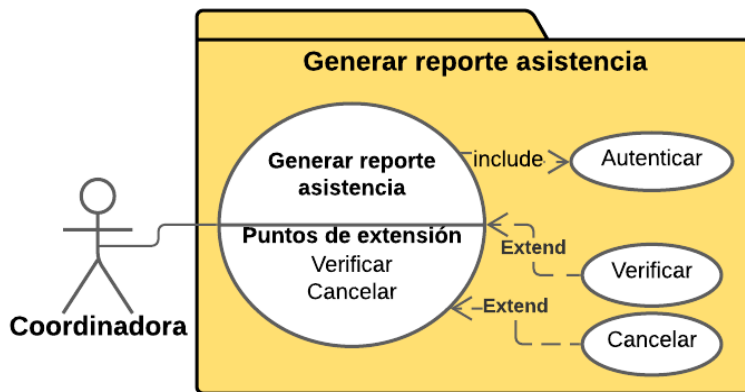 Generar reporte asistencia
Generar reporte
asistencia
include
Autenticar
Puntos de extensión
Verificar
Cancelar
Extend
Verificar
Extend
Cancelar
Coordinadora